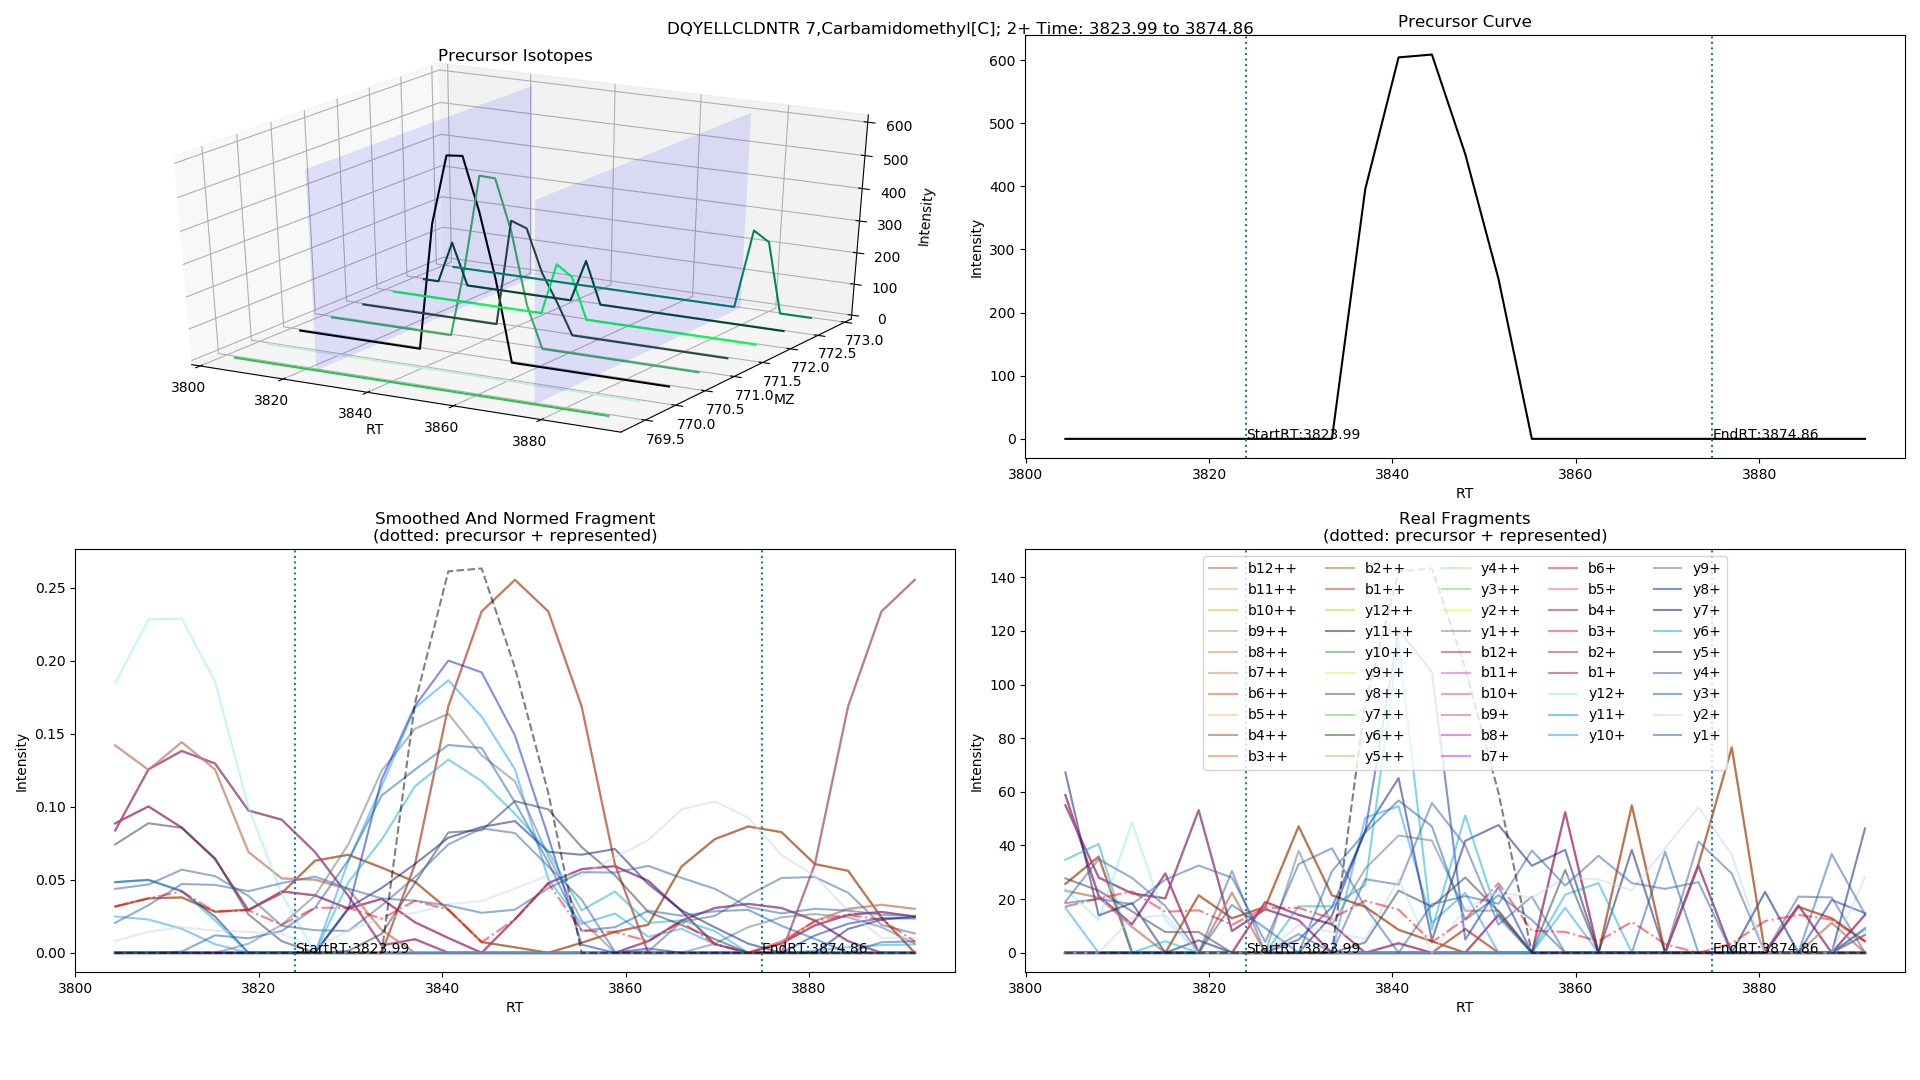 DQYELLCLDNTR 7,Carbamidomethyl[C]; 2+ Time: 3823.99 to 3874.86
Precursor Isotopes
600
500
400
300
200
100
0
Intensity
773.0
772.5
772.0
771.5
771.0
770.5
770.0
769.5
MZ
3800
3820
3840
3860
3880
RT
Precursor Curve
600
500
400
300
200
100
0
Intensity
StartRT:3823.99
EndRT:3874.86
3800 3820 3840 3860 3880
RT
Smoothed And Normed Fragment
(dotted: precursor + represented)
0.25
0.20
0.15
0.10
0.05
0.00
Intensity
StartRT:3823.99
EndRT:3874.86
3800 3820 3840 3860 3880
RT
Real Fragments
(dotted: precursor + represented)
140
120
100
80
60
40
20
0
Intensity
b12++ b2++ y4++ b6+ y9+
b11++ b1++ y3++ b5+ y8+
b10++ y12++ y2++ b4+ y7+
b9++ y11++ y1++ b3+ y6+
b8++ y10++ b12+ b2+ y5+
b7++ y9++ b11+ b1+ y4+
b6++ y8++ b10+ y12+ y3+
b5++ y7++ b9+ y11+ y2+
b4++ y6++ b8+ y10+ y1+
b3++ y5++ b7+
StartRT:3823.99
EndRT:3874.86
3800 3820 3840 3860 3880
RT